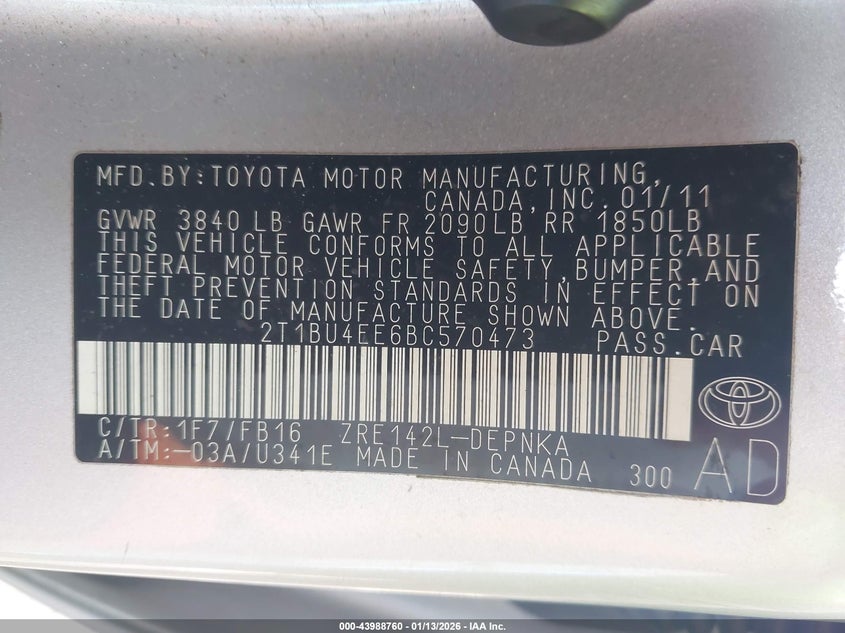 MFD.BY:TOYOTA MOTOR MANUFACTURING,
CANADA,INC. 01/11
GVWR 3840 LB GAWR FR 2090LB RR 1850LB
THIS VEHICLE CONFORMS TO ALL APPLICABLE
FEDERAL MOTOR VEHICLE SAFETY,BUMPER,AND
THEFT PREVENTION STANDARDS IN EFFECT ON
THE DATE OF MANUFACTURE SHOWN ABOVE.
2T1BU4EE6BC570473 PASS.CAR
C/TR:1F7/FB16 ZRE142L-DEPNKA
A/TM:-03A/U341E MADE IN CANADA 300 AD
000-43988760 - 01/13/2026 - IAA Inc.